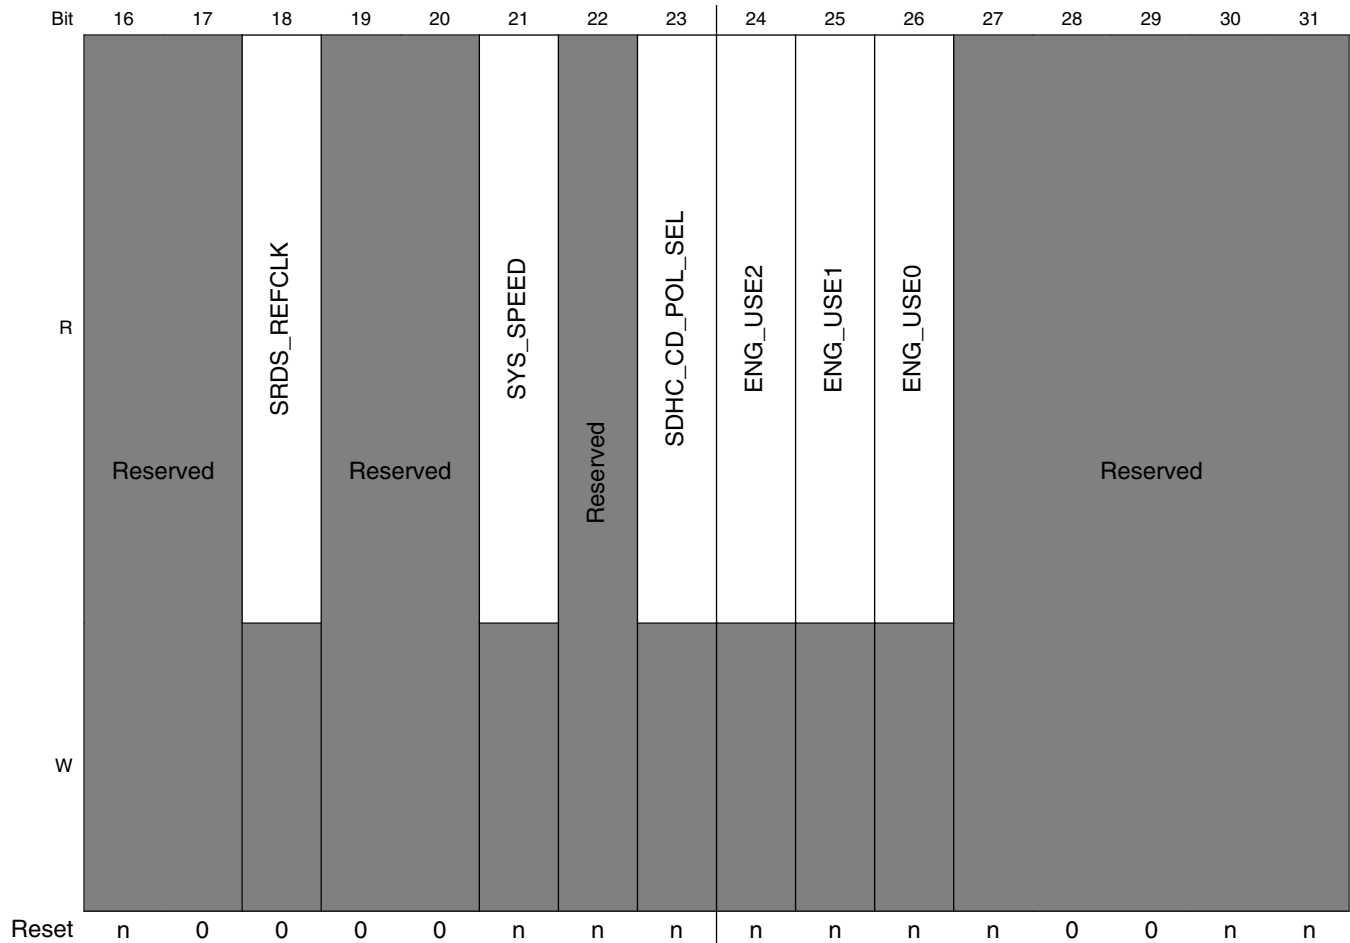 Bit 16 17 18 19 20 21 22 23 24 25 26 27 28 29 30 31
R
Reserved
SRDS_REFCLK
Reserved
SYS_SPEED
Reserved
SDHC_CD_POL_SEL
ENG_USE2
ENG_USE1
ENG_USE0
Reserved
W
Reset n 0 0 0 0 n n n n n n n 0 0 n n